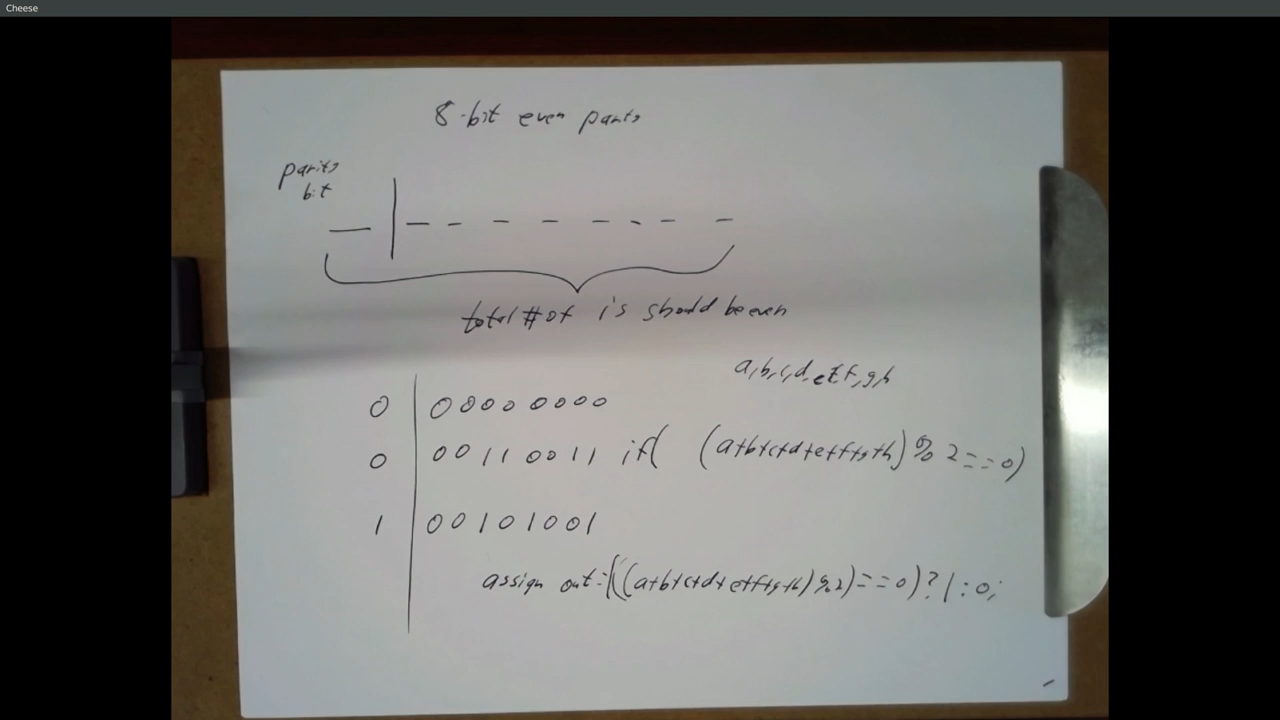 Cheese
8-bit even parity
parity
bit
total # of 1's should be even
a,b,c,d,e,f,g,h
0 00000000
0 00110011 if( (a+b+c+d+e+f+g+h)%2==0)
1 00101001
assign out=(((a+b+c+d+e+f+g+h)%2)==0)?1:0;